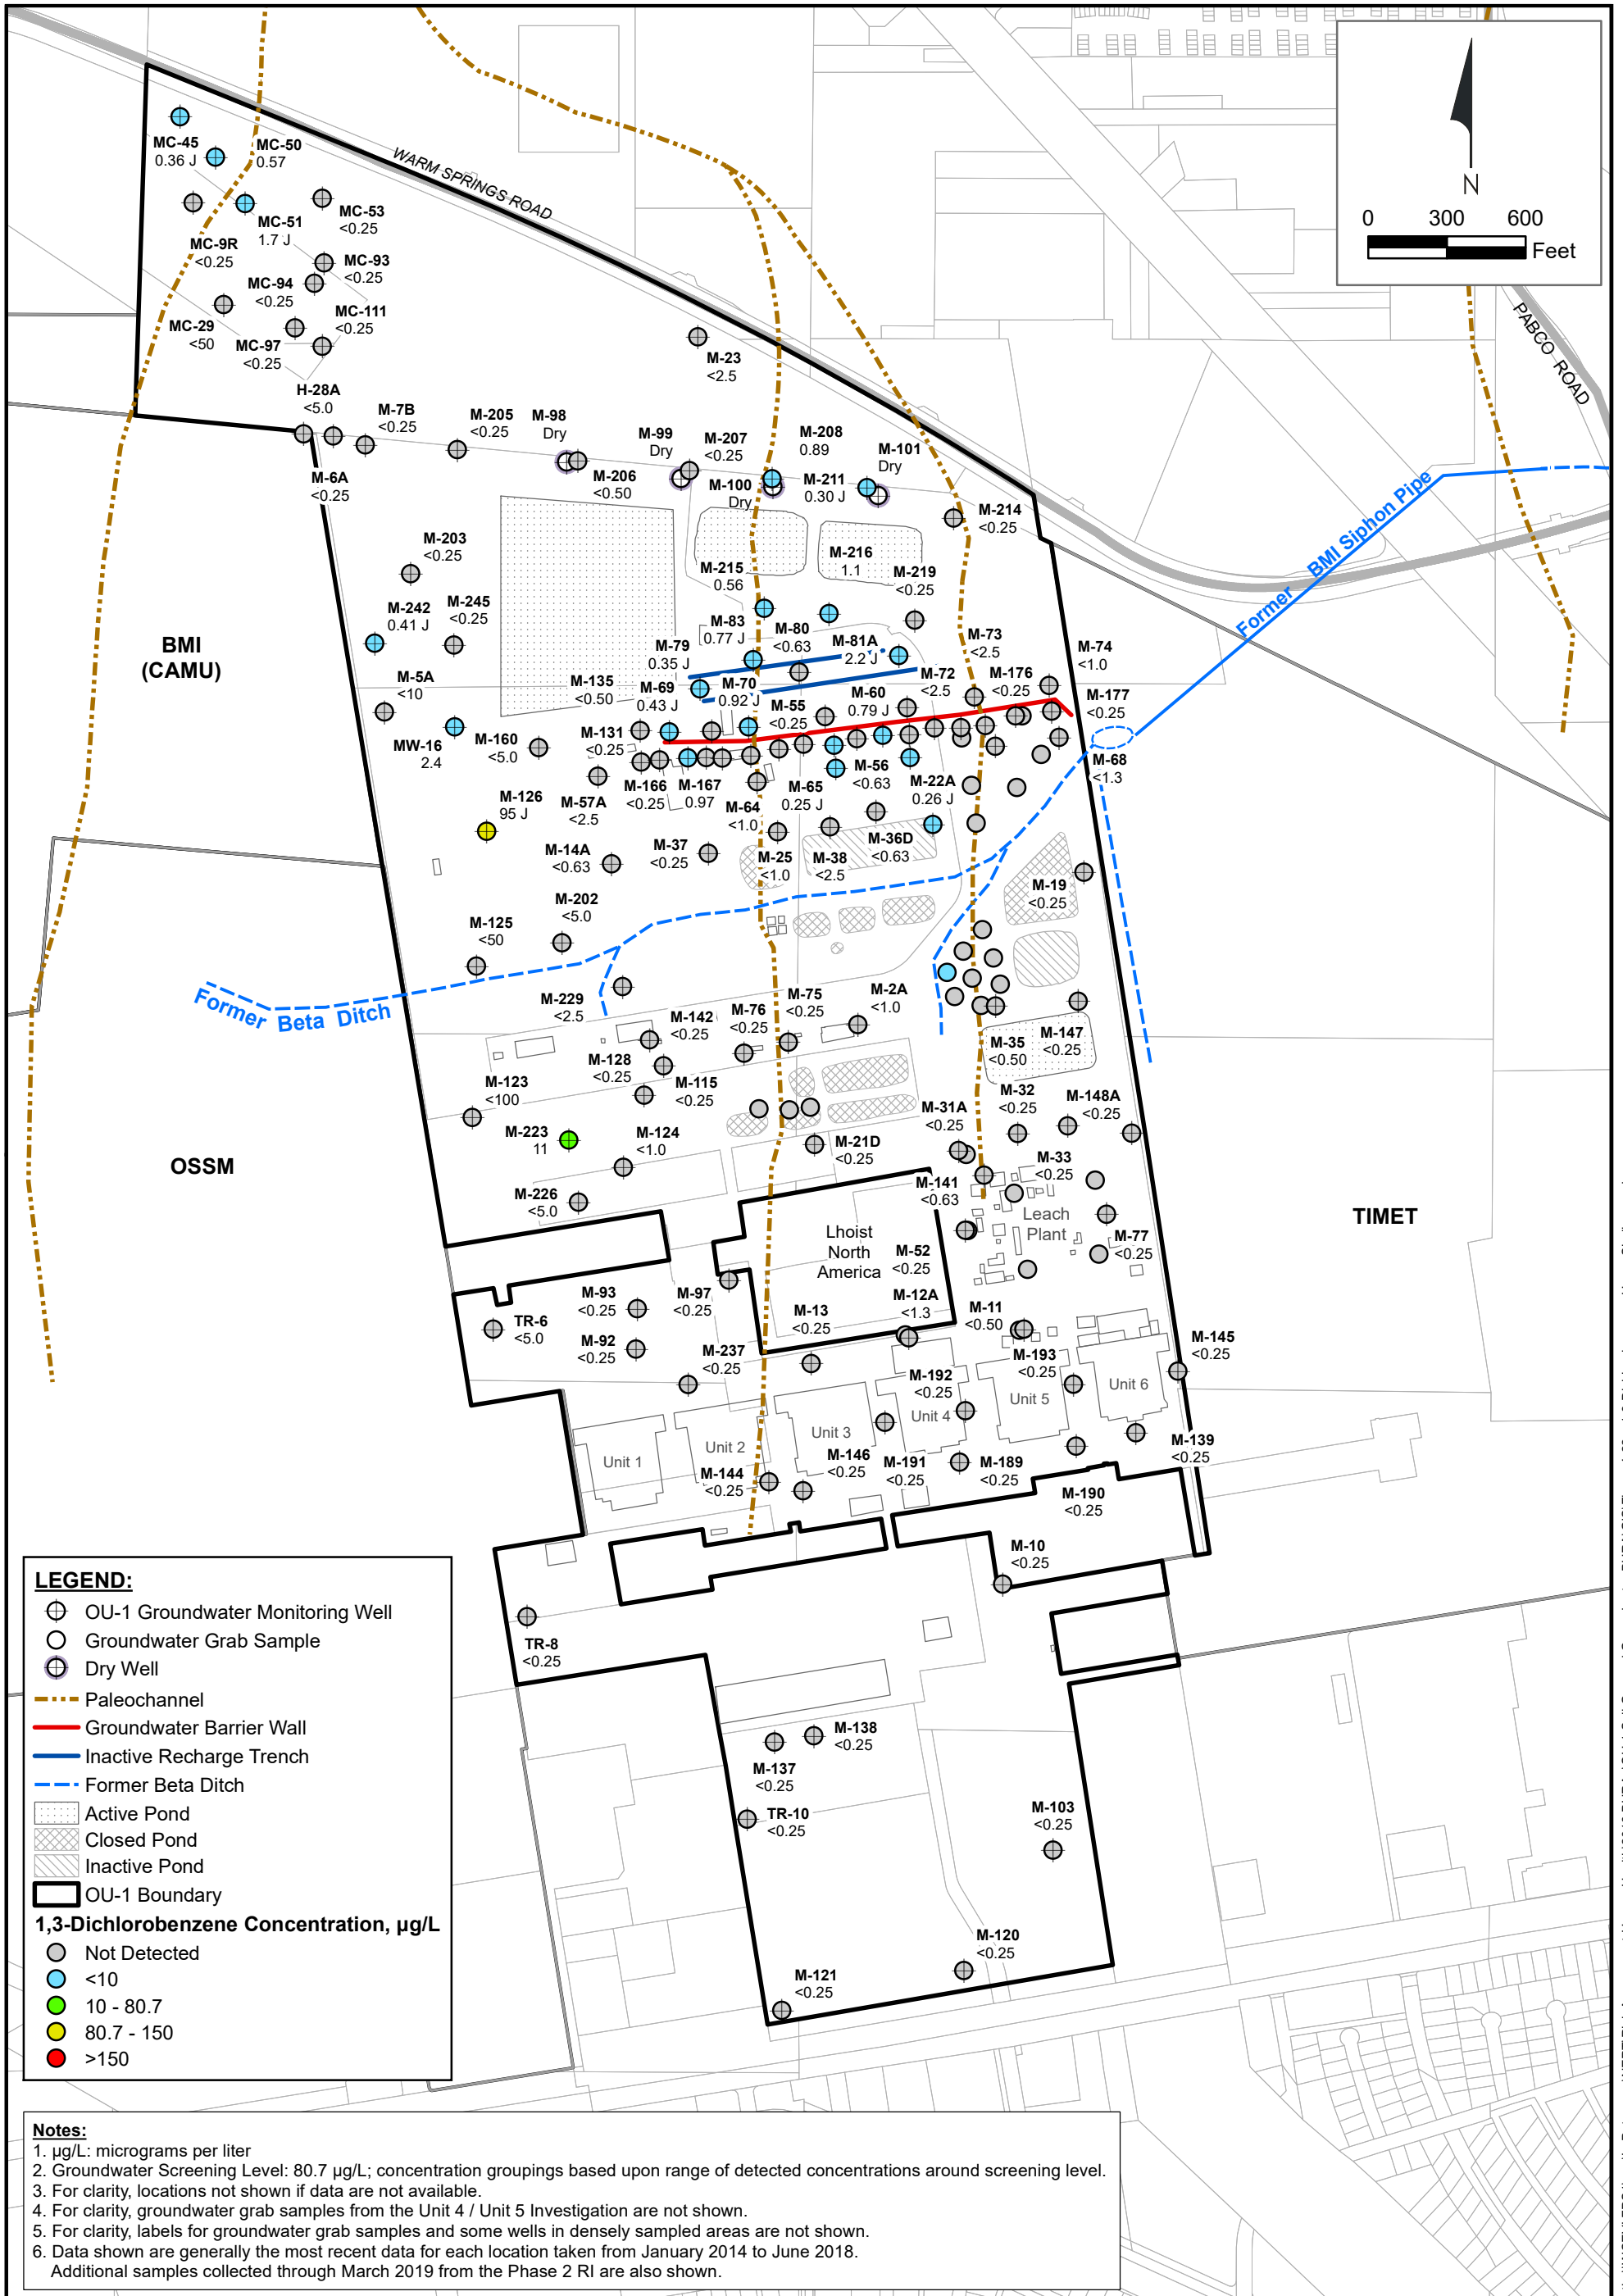 0 300 600
Feet
N
WARM SPRINGS ROAD
PABCO ROAD
Former BMI Siphon Pipe
MC-45
0.36 J
MC-50
0.57
MC-51
1.7 J
MC-53
<0.25
MC-9R
<0.25
MC-93
<0.25
MC-94
<0.25
MC-111
<0.25
MC-29
<50
MC-97
<0.25
M-23
<2.5
H-28A
<5.0
M-7B
<0.25
M-205
<0.25
M-98
Dry
M-99
Dry
M-207
<0.25
M-208
0.89
M-101
Dry
M-6A
<0.25
M-206
<0.50
M-100
Dry
M-211
0.30 J
M-214
<0.25
M-203
<0.25
M-216
1.1
M-215
0.56
M-219
<0.25
M-242
0.41 J
M-245
<0.25
M-83
0.77 J
M-80
<0.63
M-81A
2.2 J
M-73
<2.5
M-74
<1.0
BMI
(CAMU)
M-79
0.35 J
M-5A
<10
M-135
<0.50
M-69
0.43 J
M-70
0.92 J
M-72
<2.5
M-176
<0.25
M-177
<0.25
M-60
0.79 J
M-55
<0.25
MW-16
2.4
M-160
<5.0
M-131
<0.25
M-68
<1.3
M-56
<0.63
M-126
95 J
M-57A
<2.5
M-166
<0.25
M-167
0.97
M-65
0.25 J
M-22A
0.26 J
M-64
<1.0
M-14A
<0.63
M-37
<0.25
M-25
<1.0
M-38
<2.5
M-36D
<0.63
M-19
<0.25
M-202
<5.0
M-125
<50
Former Beta Ditch
M-229
<2.5
M-142
<0.25
M-76
<0.25
M-75
<0.25
M-2A
<1.0
M-35
<0.50
M-147
<0.25
M-128
<0.25
M-123
<100
M-115
<0.25
M-31A
<0.25
M-32
<0.25
M-148A
<0.25
M-223
11
M-124
<1.0
M-21D
<0.25
OSSM
M-33
<0.25
M-226
<5.0
M-141
<0.63
Leach
Plant
TIMET
Lhoist
North
America
M-52
<0.25
M-77
<0.25
M-93
<0.25
M-97
<0.25
M-12A
<1.3
M-13
<0.25
M-11
<0.50
TR-6
<5.0
M-92
<0.25
M-237
<0.25
M-145
<0.25
M-193
<0.25
M-192
<0.25
Unit 6
Unit 5
Unit 4
Unit 3
Unit 2
Unit 1
M-139
<0.25
M-144
<0.25
M-146
<0.25
M-191
<0.25
M-189
<0.25
M-190
<0.25
M-10
<0.25
TR-8
<0.25
M-138
<0.25
M-137
<0.25
TR-10
<0.25
M-103
<0.25
M-120
<0.25
M-121
<0.25
LEGEND:
OU-1 Groundwater Monitoring Well
Groundwater Grab Sample
Dry Well
Paleochannel
Groundwater Barrier Wall
Inactive Recharge Trench
Former Beta Ditch
Active Pond
Closed Pond
Inactive Pond
OU-1 Boundary
1,3-Dichlorobenzene Concentration, µg/L
Not Detected
<10
10 - 80.7
80.7 - 150
>150
Notes:
1. µg/L: micrograms per liter
2. Groundwater Screening Level: 80.7 µg/L; concentration groupings based upon range of detected concentrations around screening level.
3. For clarity, locations not shown if data are not available.
4. For clarity, groundwater grab samples from the Unit 4 / Unit 5 Investigation are not shown.
5. For clarity, labels for groundwater grab samples and some wells in densely sampled areas are not shown.
6. Data shown are generally the most recent data for each location taken from January 2014 to June 2018.
Additional samples collected through March 2019 from the Phase 2 RI are also shown.